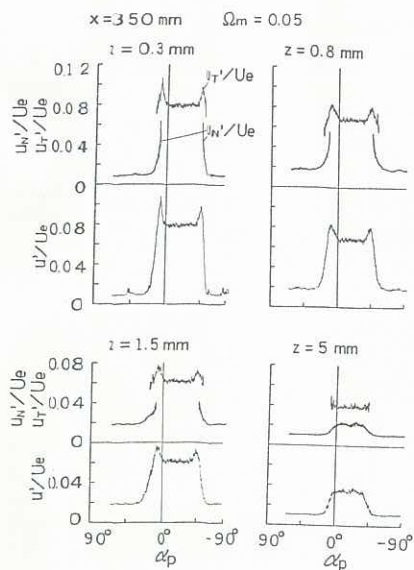 x=350 mm Ωm = 0.05
z = 0.3 mm z = 0.8 mm
0.12
0.08
0.04
0
uN'/Ue
uT'/Ue
uT'/Ue
uN'/Ue
0.08
0.04
0
u'/Ue
z = 1.5 mm z = 5 mm
0.08
0.04
0
uN'/Ue
uT'/Ue
0.04
0
u'/Ue
90° 0° -90° 90° 0° -90°
αp αp